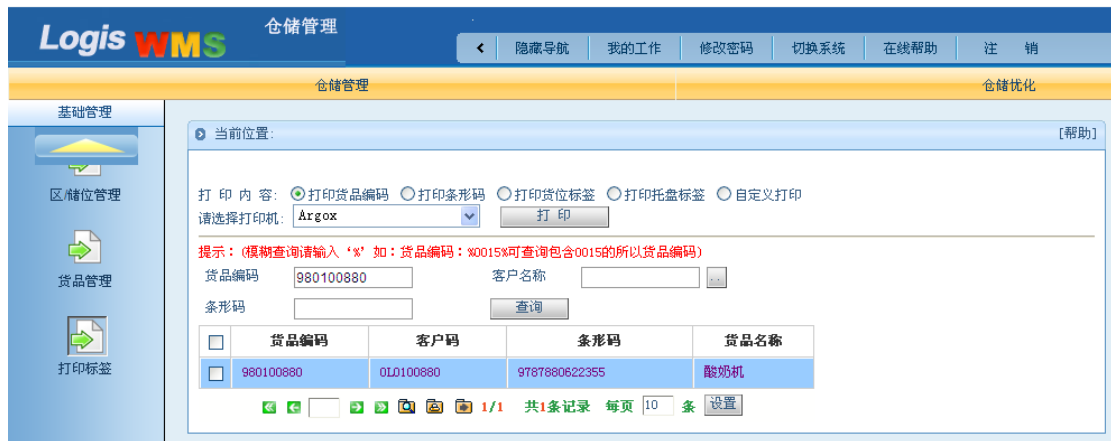 Logis WMS 仓储管理
隐藏导航 我的工作 修改密码 切换系统 在线帮助 注 销
仓储管理 仓储优化
基础管理
当前位置: [帮助]
区/储位管理
打 印 内 容: 打印货品编码 打印条形码 打印货位标签 打印托盘标签 自定义打印
请选择打印机: Argox 打 印
提示：(模糊查询请输入‘%’如：货品编码：%0015%可查询包含0015的所以货品编码)
货品管理
货品编码 980100880 客户名称 ..
条形码 查询
货品编码 客户码 条形码 货品名称
打印标签
980100880 0L0100880 9787880622355 酸奶机
1/1 共1条记录 每页 10 条 设置